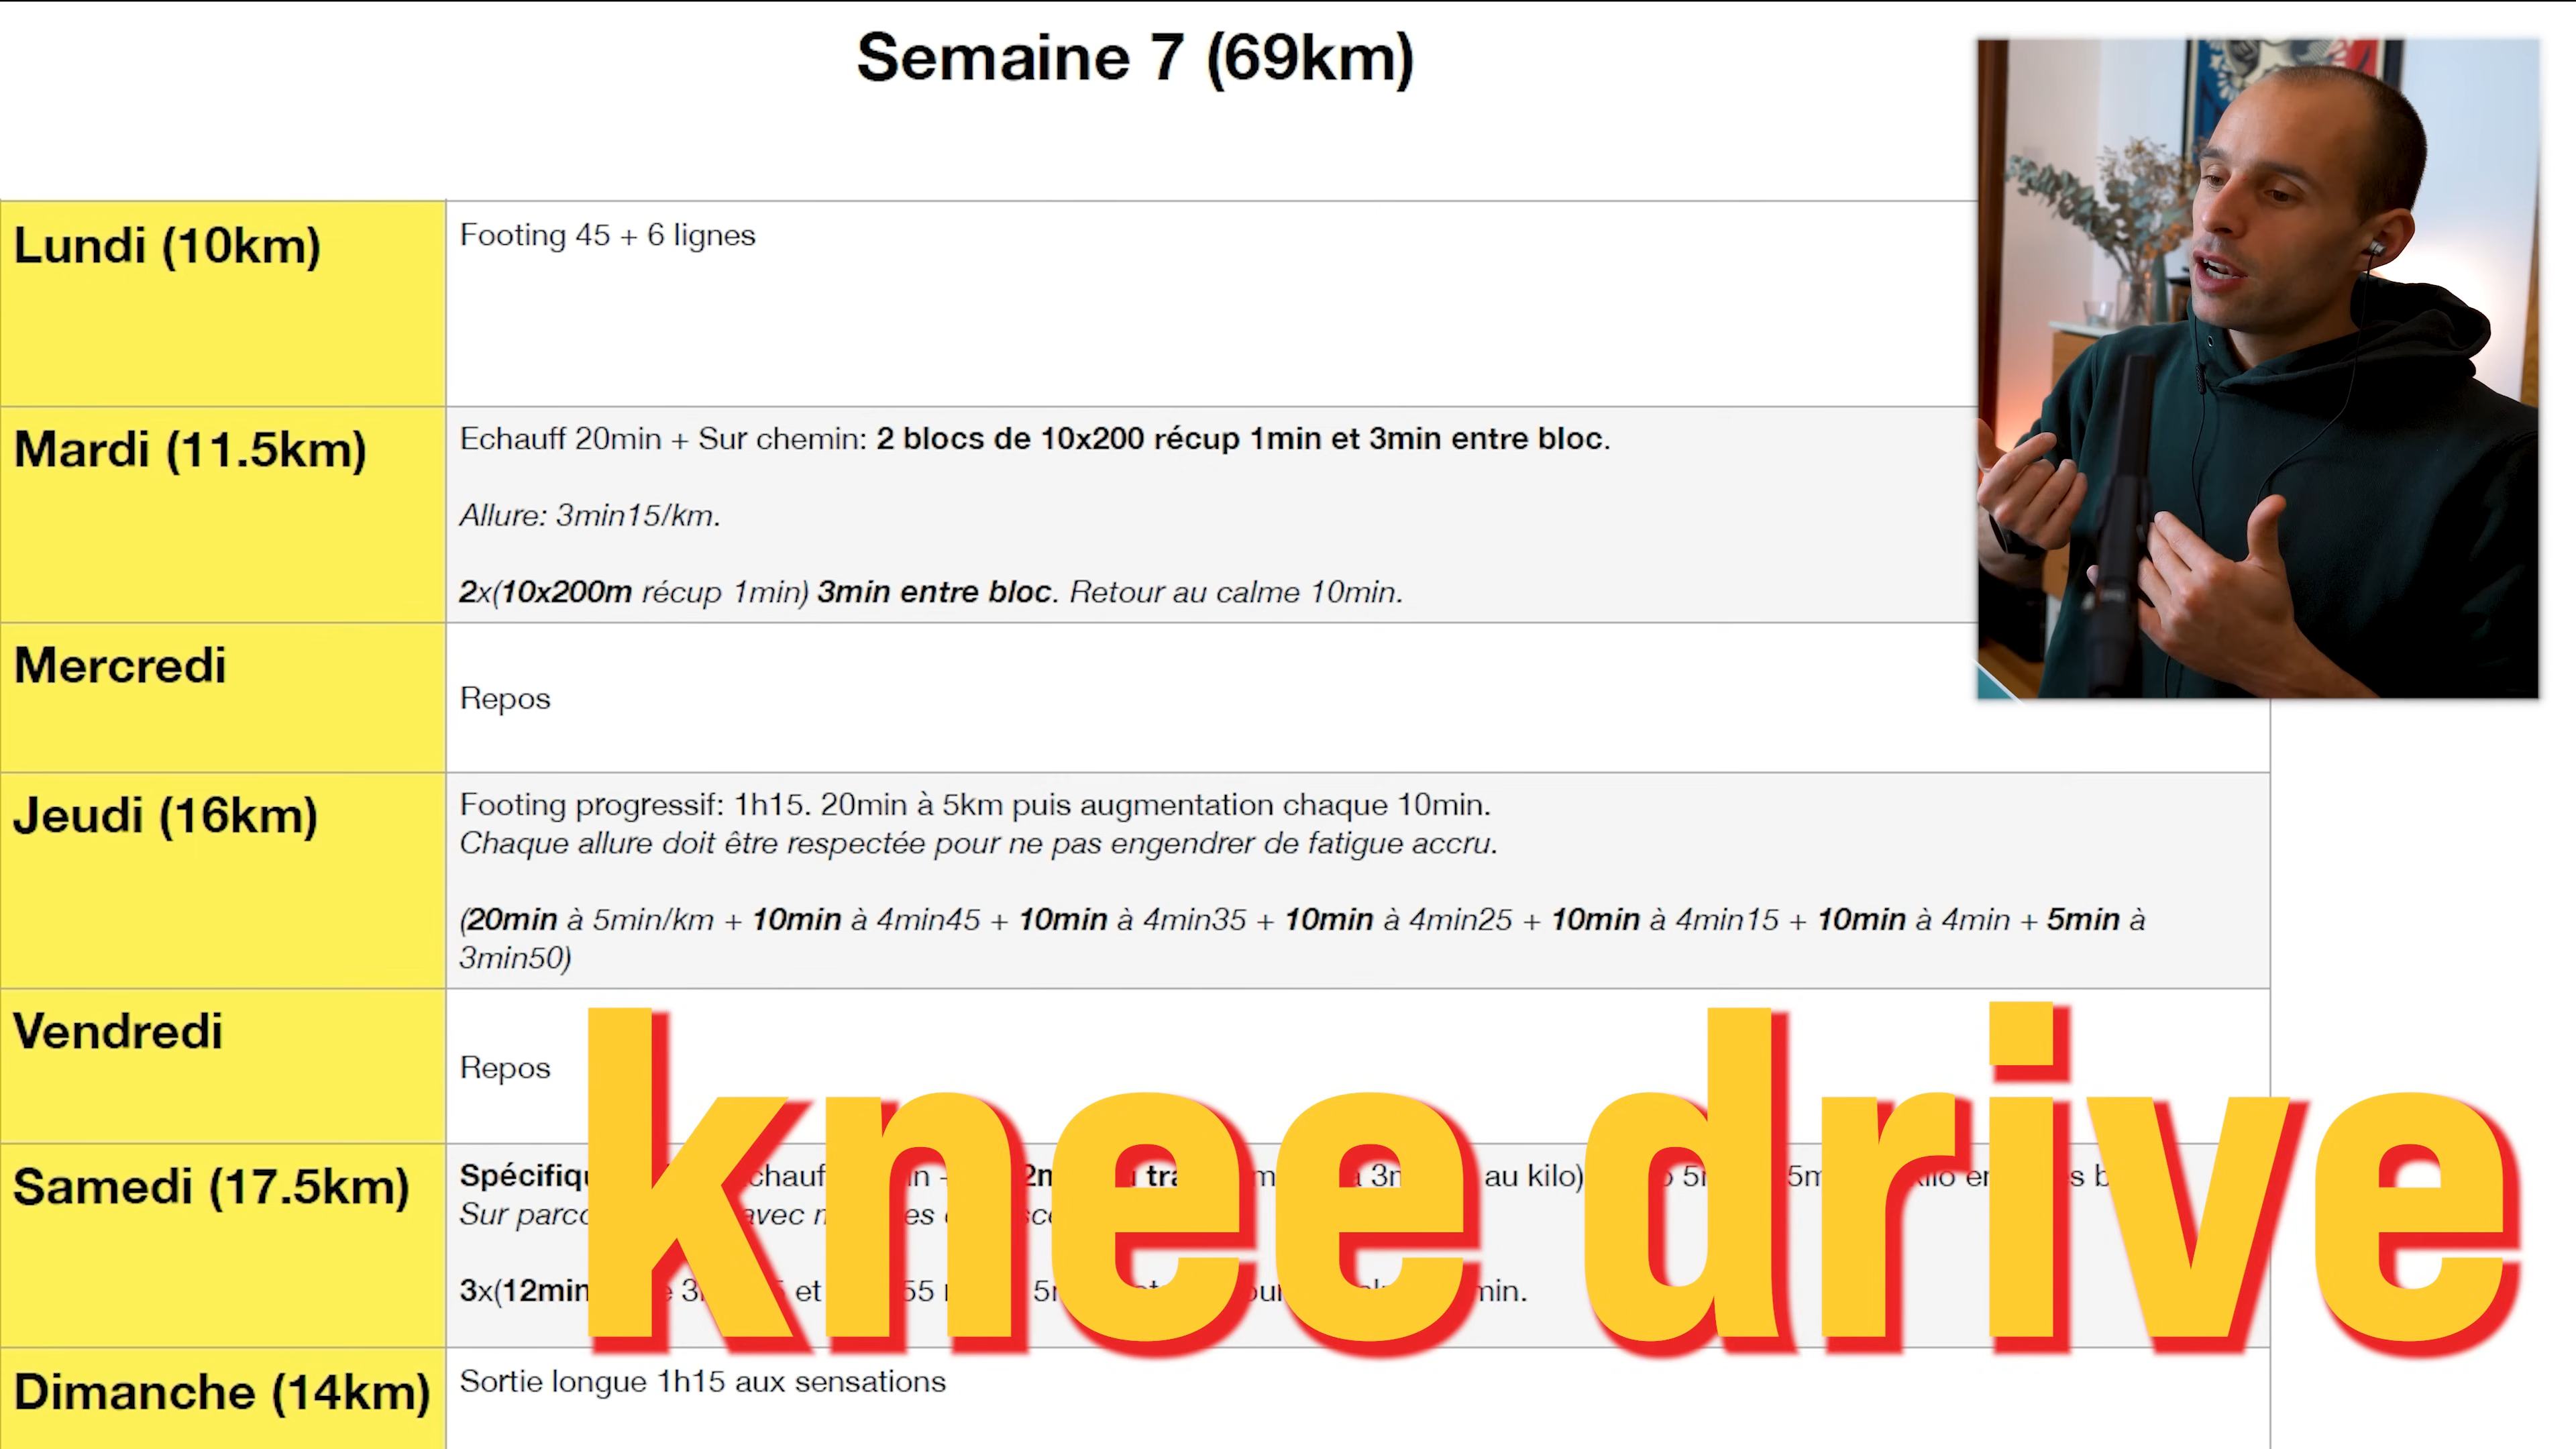 Semaine 7 (69km)
Lundi (10km)
Footing 45 + 6 lignes
Mardi (11.5km)
Echauff 20min + Sur chemin: 2 blocs de 10x200 récup 1min et 3min entre bloc.
Allure: 3min15/km.
2x(10x200m récup 1min) 3min entre bloc. Retour au calme 10min.
Mercredi
Repos
Jeudi (16km)
Footing progressif: 1h15. 20min à 5km puis augmentation chaque 10min.
Chaque allure doit être respectée pour ne pas engendrer de fatigue accru.
(20min à 5min/km + 10min à 4min45 + 10min à 4min35 + 10min à 4min25 + 10min à 4min15 + 10min à 4min + 5min à
3min50)
Vendredi
Repos
knee drive
Samedi (17.5km)
au kilo)
Sur avec
3x(12min et
Dimanche (14km)
Sortie longue 1h15 aux sensations